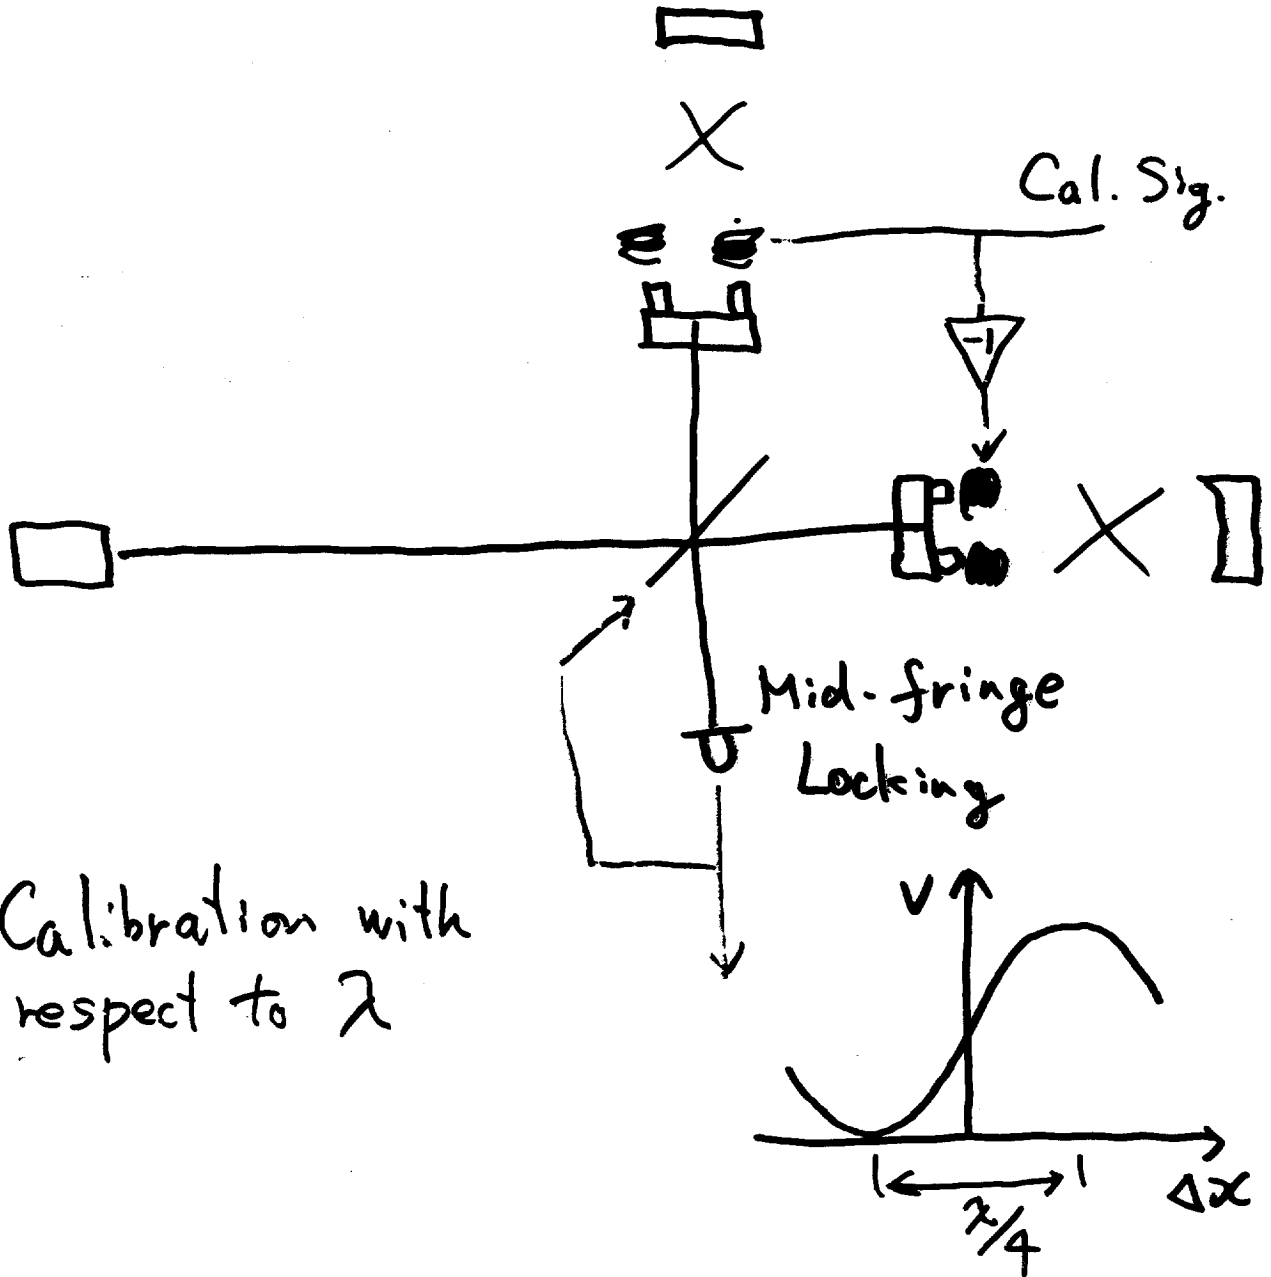 Cal. Sig.
-1
Mid-fringe
Locking
Calibration with
respect to λ
V
Δx
λ/4